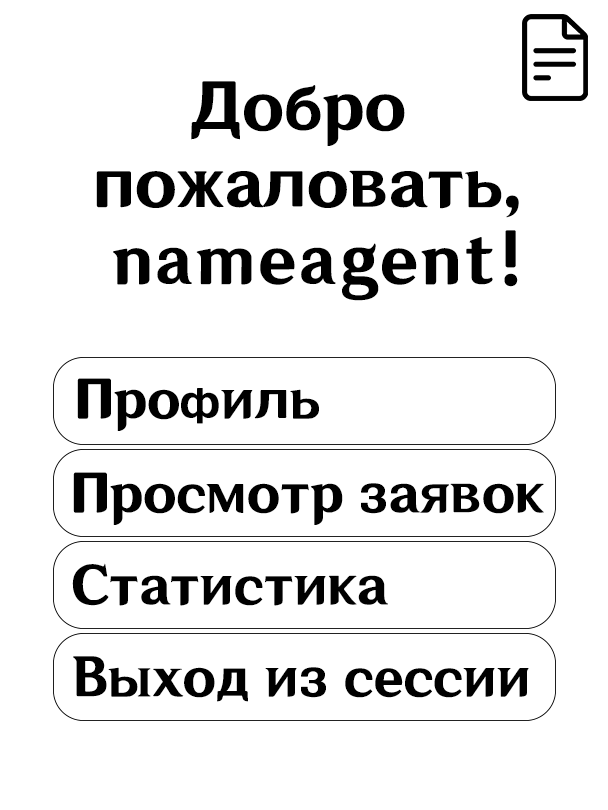 Добро
пожаловать,
nameagent!
Профиль
Просмотр заявок
Статистика
Выход из сессии